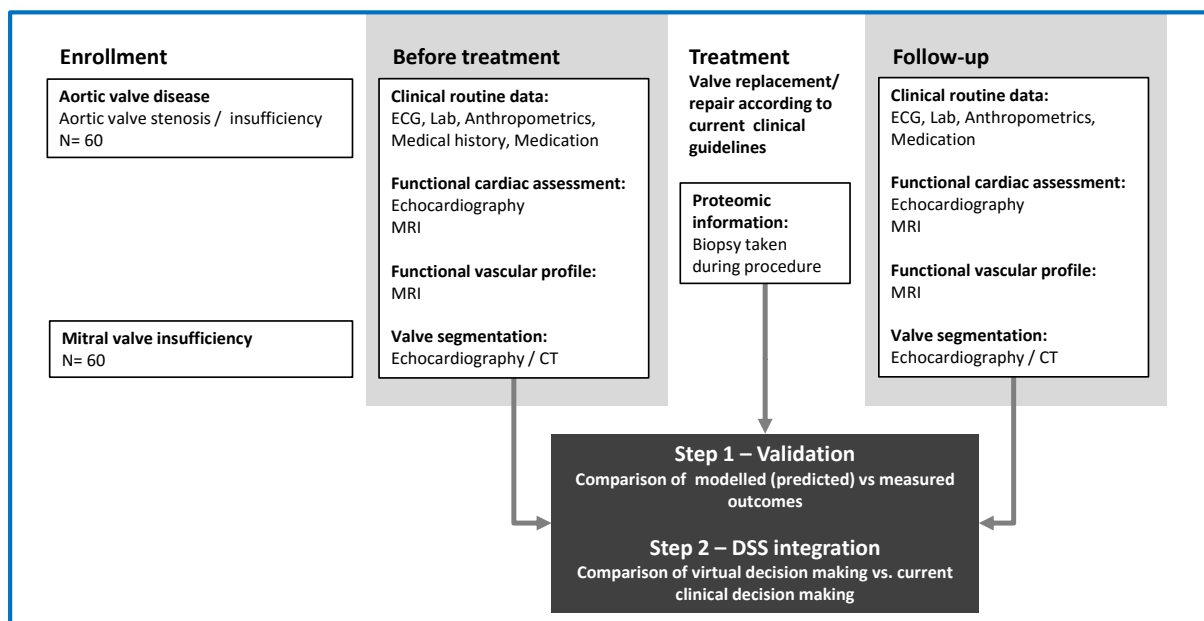 Enrollment
Aortic valve disease
Aortic valve stenosis / insufficiency
N= 60
Mitral valve insufficiency
N= 60
Before treatment
Clinical routine data:
ECG, Lab, Anthropometrics,
Medical history, Medication
Functional cardiac assessment:
Echocardiography
MRI
Functional vascular profile:
MRI
Valve segmentation:
Echocardiography / CT
Treatment
Valve replacement/
repair according to
current clinical
guidelines
Proteomic
information:
Biopsy taken
during procedure
Follow-up
Clinical routine data:
ECG, Lab, Anthropometrics,
Medication
Functional cardiac assessment:
Echocardiography
MRI
Functional vascular profile:
MRI
Valve segmentation:
Echocardiography / CT
Step 1 – Validation
Comparison of modelled (predicted) vs measured
outcomes
Step 2 – DSS integration
Comparison of virtual decision making vs. current
clinical decision making